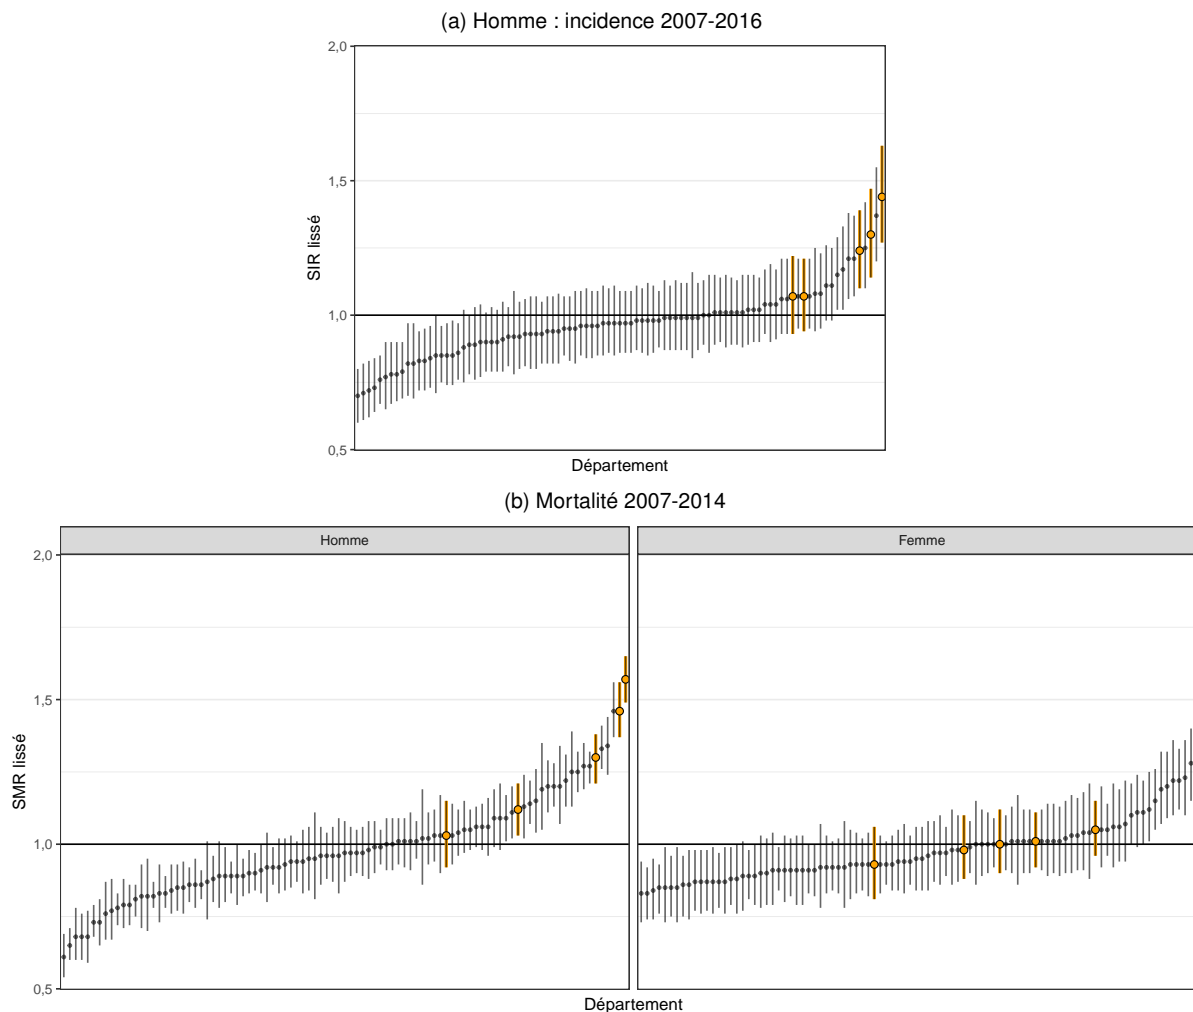 (a) Homme : incidence 2007-2016
2,0
1,5
1,0
0,5
SIR lissé
Département
(b) Mortalité 2007-2014
Homme
Femme
2,0
1,5
1,0
0,5
SMR lissé
Département